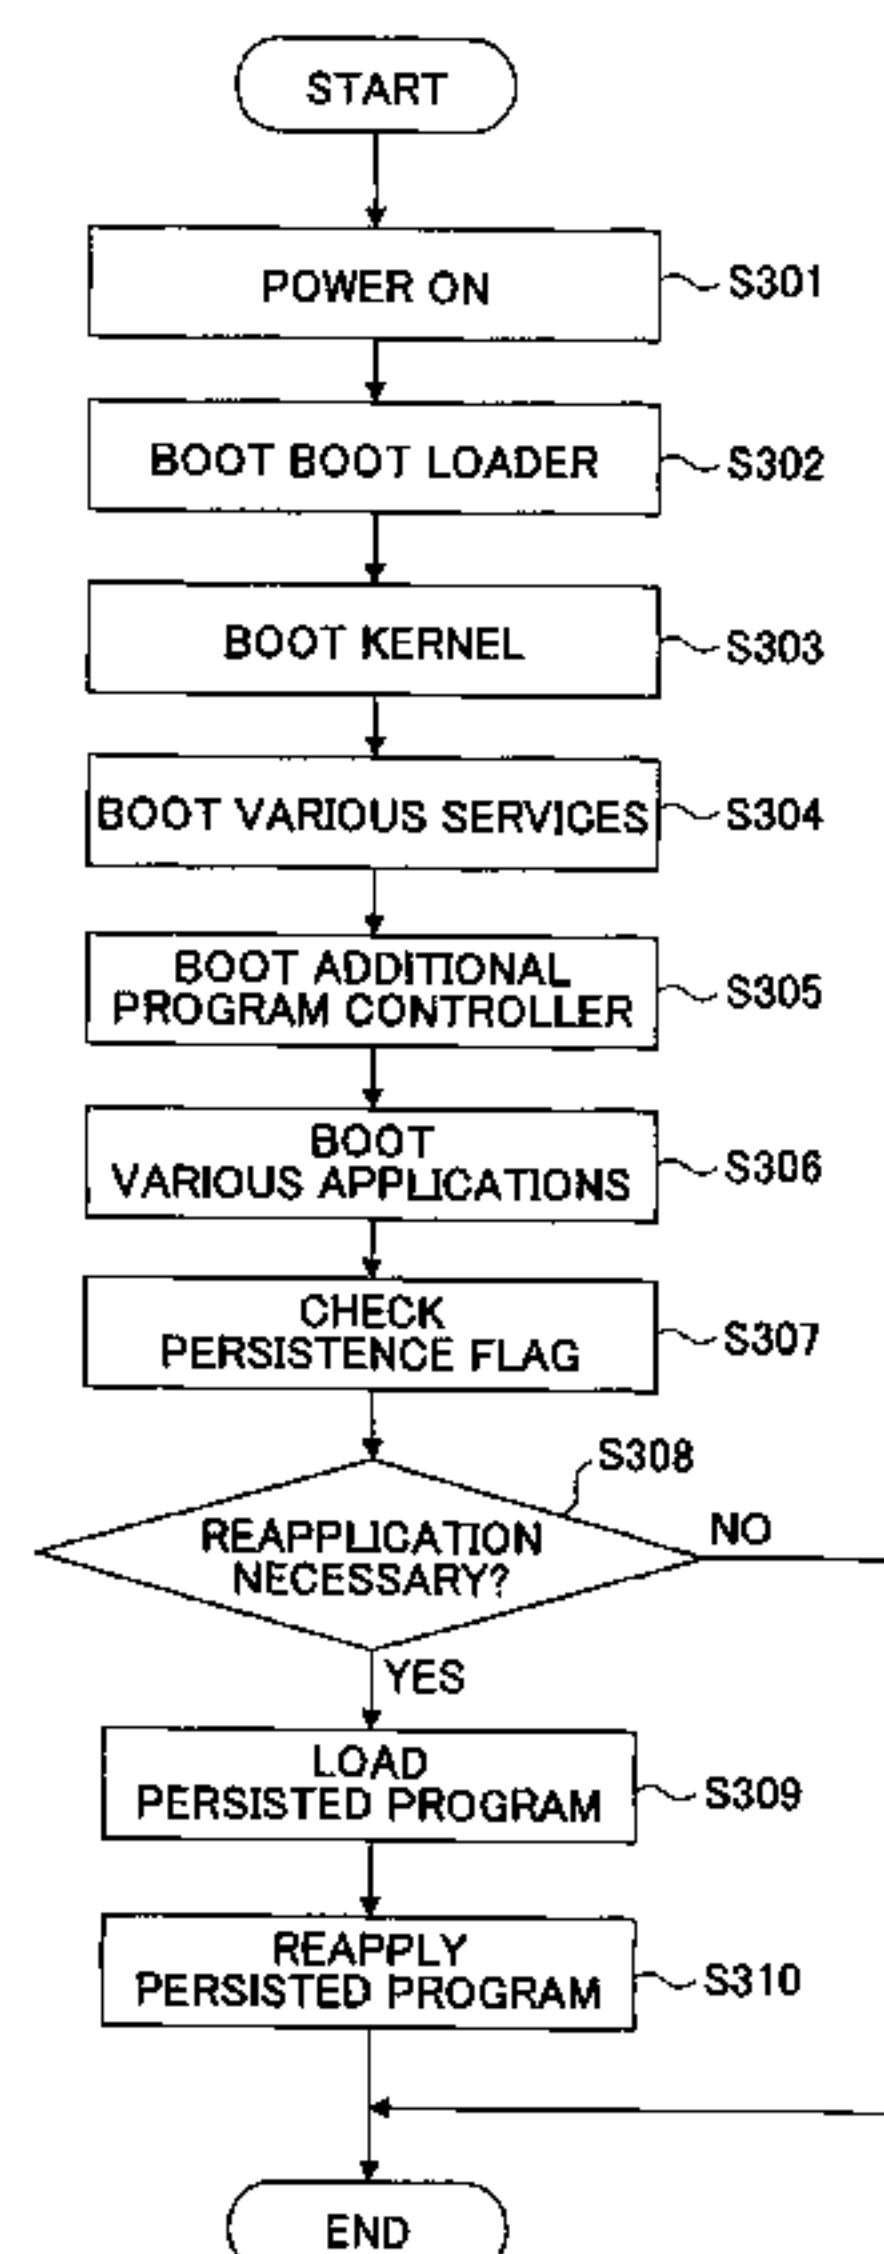 START
POWER ON
S301
BOOT BOOT LOADER
S302
BOOT KERNEL
S303
BOOT VARIOUS SERVICES
S304
BOOT ADDITIONAL
PROGRAM CONTROLLER
S305
BOOT
VARIOUS APPLICATIONS
S306
CHECK
PERSISTENCE FLAG
S307
S308
REAPPLICATION
NECESSARY?
NO
YES
LOAD
PERSISTED PROGRAM
S309
REAPPLY
PERSISTED PROGRAM
S310
END